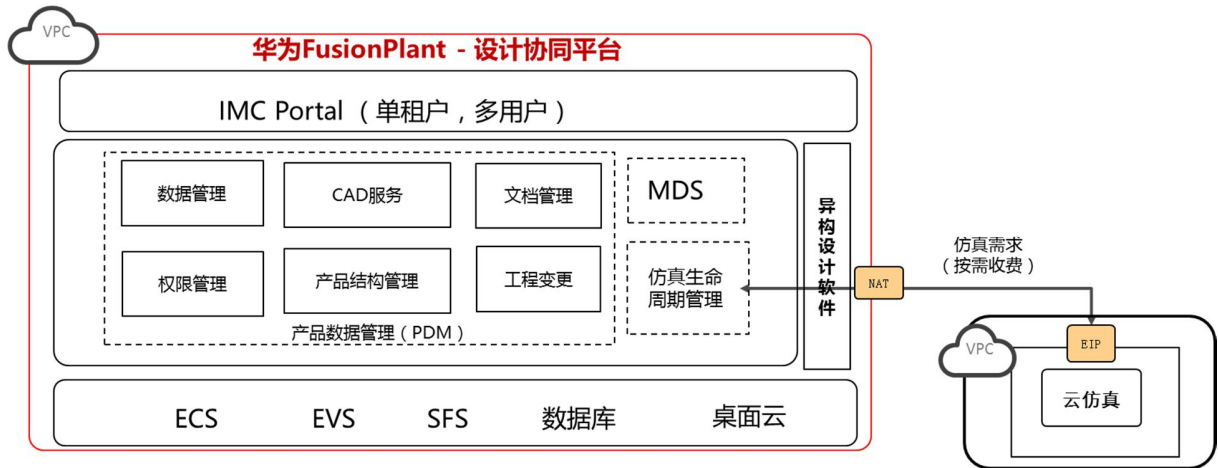 VPC
华为FusionPlant - 设计协同平台
IMC Portal （单租户，多用户）
数据管理
CAD服务
文档管理
MDS
权限管理
产品结构管理
工程变更
仿真生命
周期管理
产品数据管理（PDM）
异构设计软件
NAT
仿真需求
（按需收费）
VPC
EIP
云仿真
ECS
EVS
SFS
数据库
桌面云